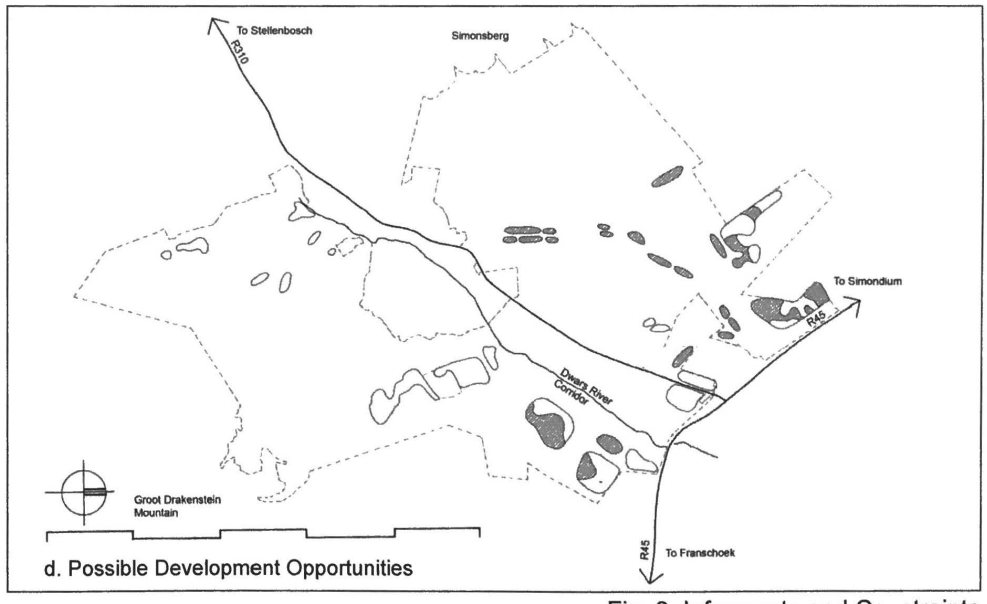 To Stellenbosch
R310
Simonsberg
To Simondium
R45
Dwars River
Corridor
Groot Drakenstein
Mountain
R45
To Franschoek
d. Possible Development Opportunities